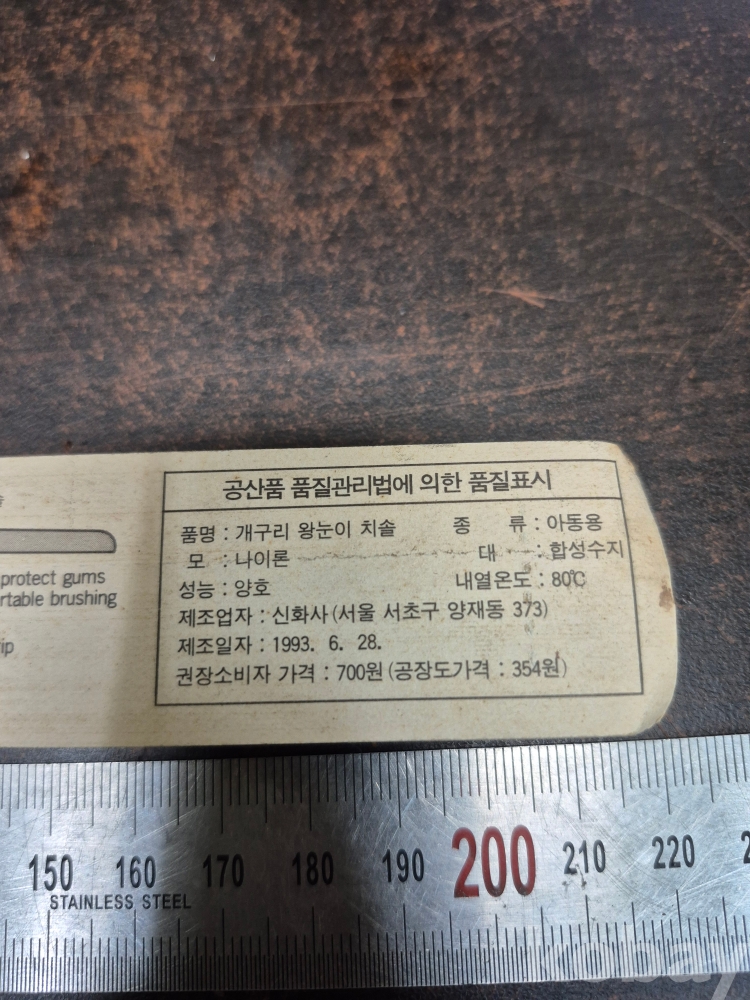 공산품 품질관리법에 의한 품질표시
품명 : 개구리 왕눈이 치솔 종 류 : 아동용
모 : 나이론 대 : 합성수지
성능 : 양호 내열온도 : 80℃
제조업자 : 신화사 (서울 서초구 양재동 373)
제조일자 : 1993. 6. 28.
권장소비자 가격 : 700원 (공장도가격 : 354원)
protect gums
rtable brushing
ip
150 160 170 180 190 200 210 220
STAINLESS STEEL